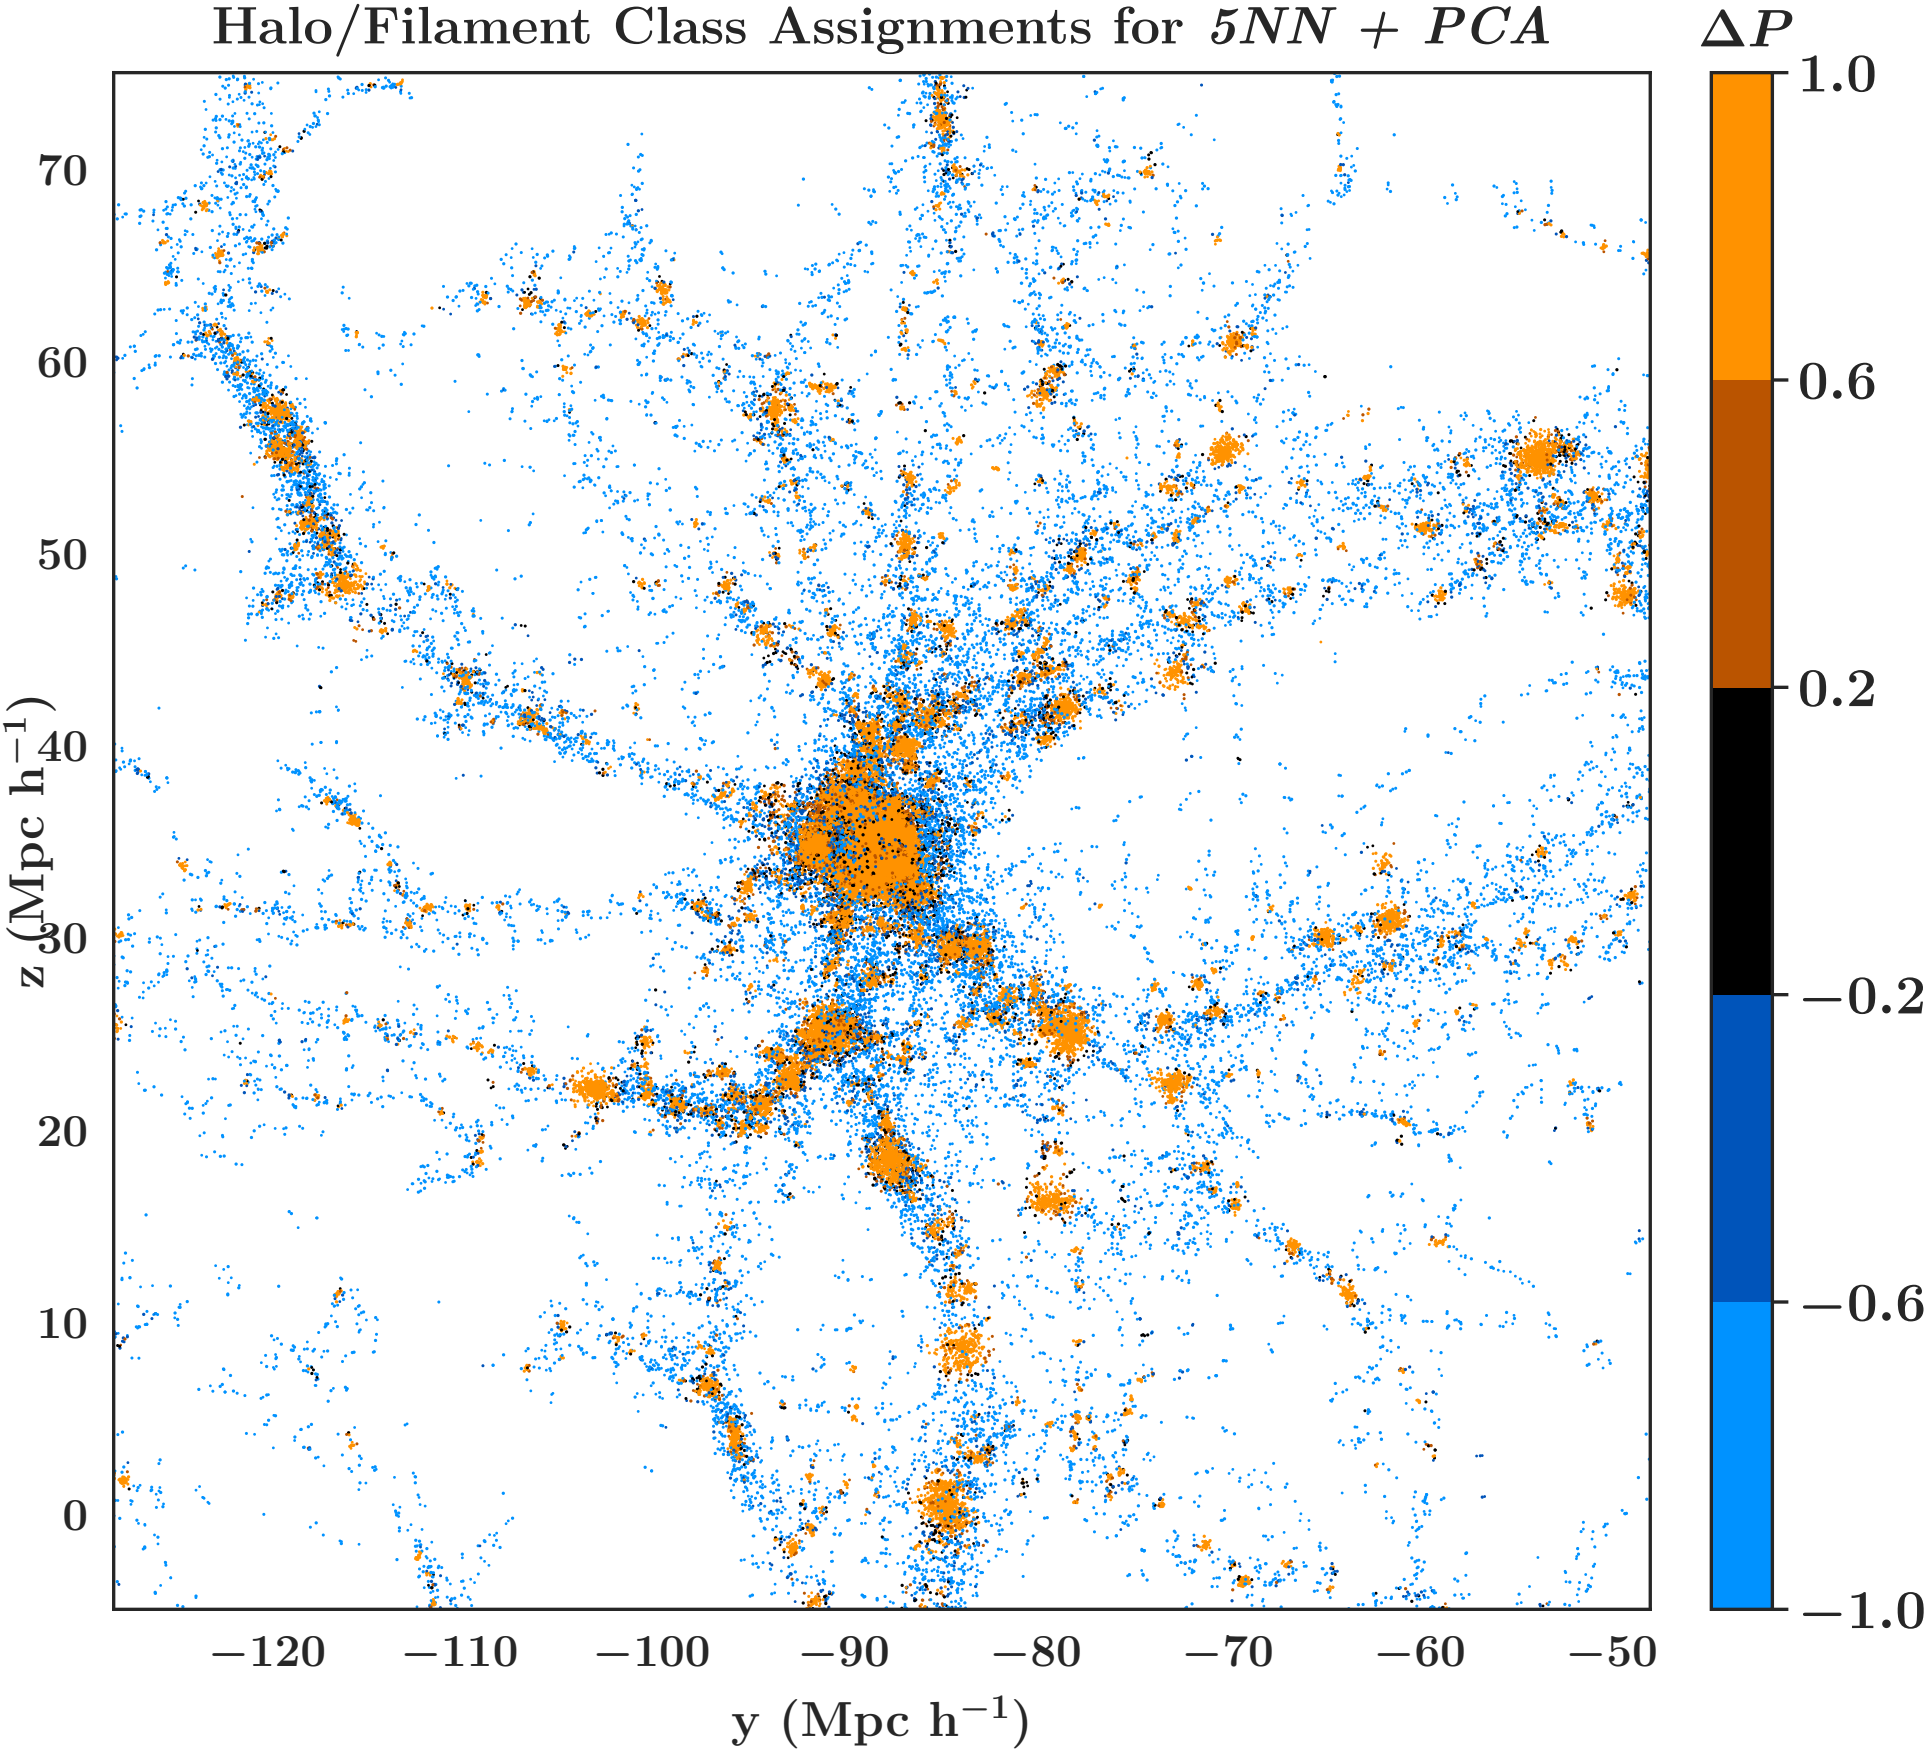 Halo/Filament Class Assignments for 5NN + PCA
ΔP
1.0
0.6
0.2
−0.2
−0.6
−1.0
70
60
50
40
30
20
10
0
z (Mpc h⁻¹)
−120 −110 −100 −90 −80 −70 −60 −50
y (Mpc h⁻¹)